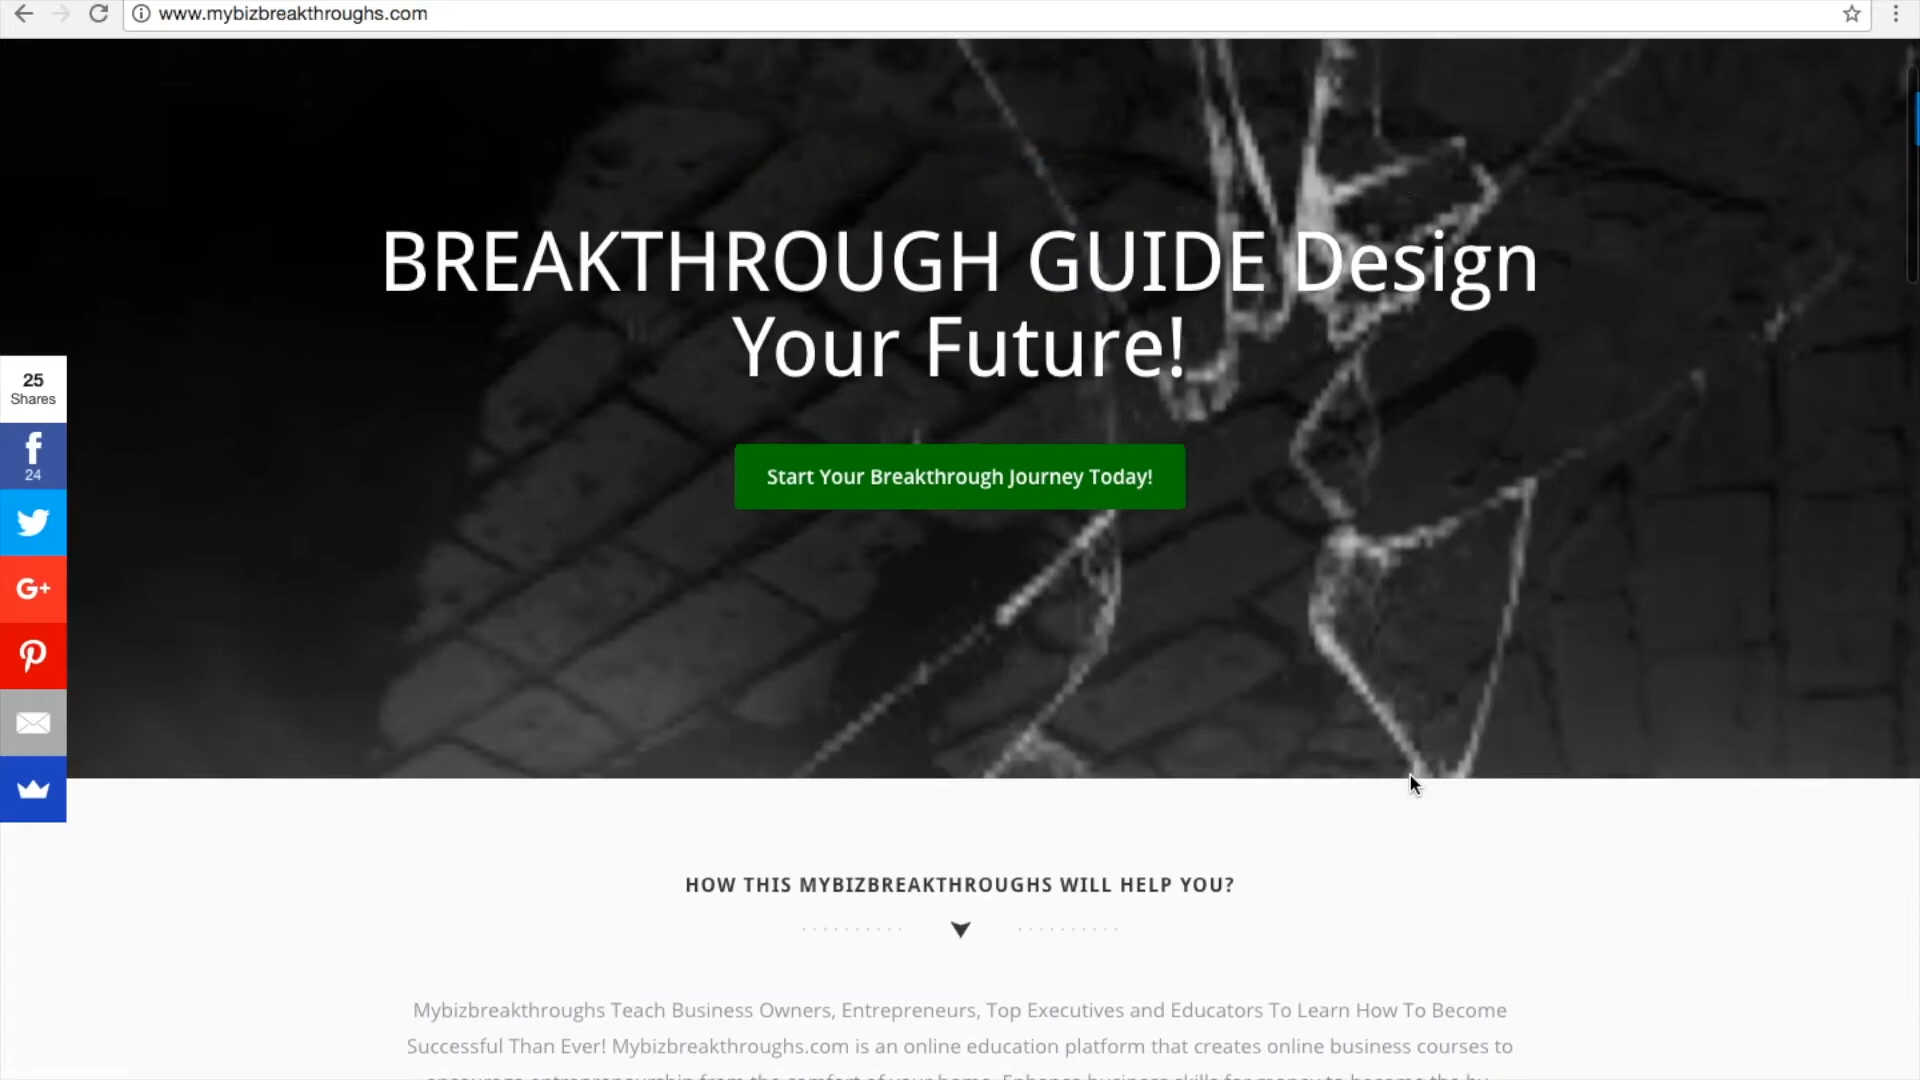 www.mybizbreakthroughs.com
BREAKTHROUGH GUIDE Design
Your Future!
Start Your Breakthrough Journey Today!
25
Shares
24
G+
HOW THIS MYBIZBREAKTHROUGHS WILL HELP YOU?
Mybizbreakthroughs Teach Business Owners, Entrepreneurs, Top Executives and Educators To Learn How To Become
Successful Than Ever! Mybizbreakthroughs.com is an online education platform that creates online business courses to